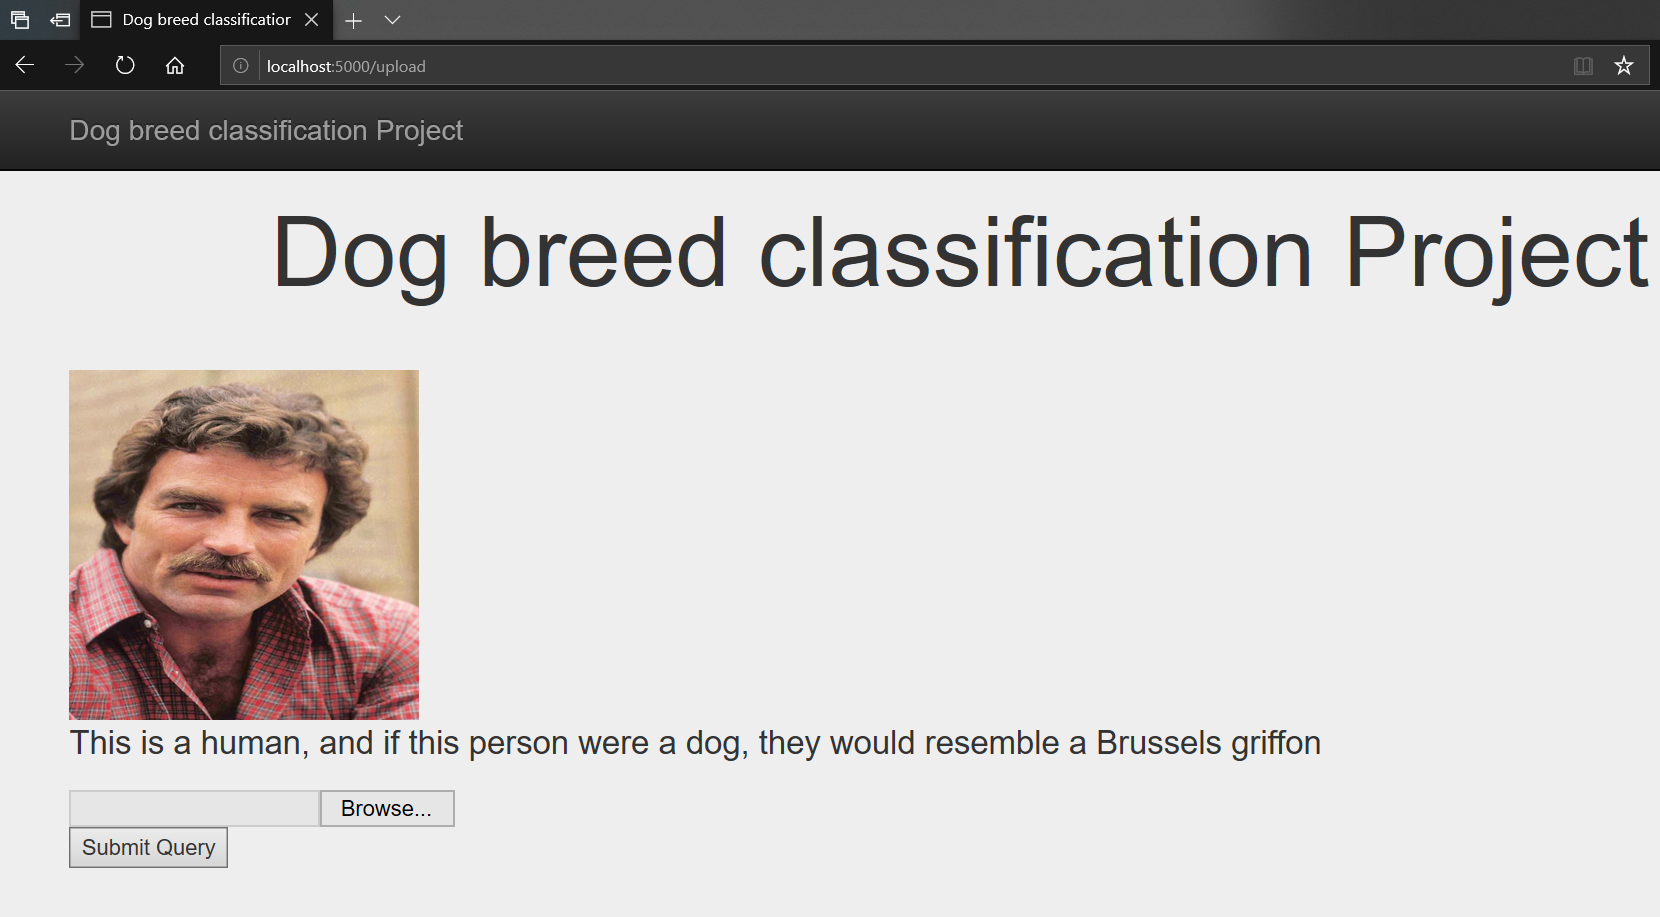 Dog breed classification
localhost:5000/upload
Dog breed classification Project
Dog breed classification Project
This is a human, and if this person were a dog, they would resemble a Brussels griffon
Browse...
Submit Query